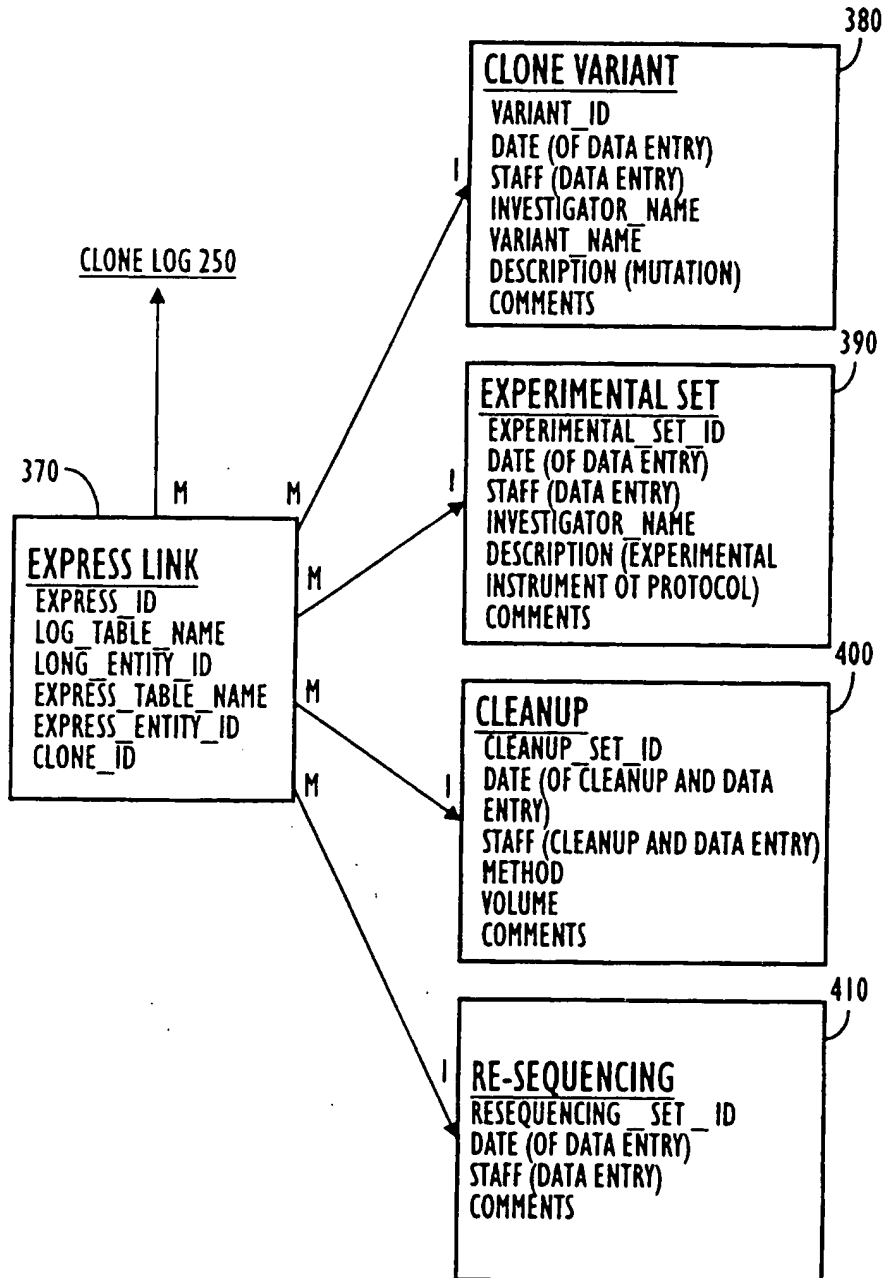 380
CLONE VARIANT
VARIANT_ID
DATE (OF DATA ENTRY)
STAFF (DATA ENTRY)
INVESTIGATOR_NAME
VARIANT_NAME
DESCRIPTION (MUTATION)
COMMENTS
I
CLONE LOG 250
390
EXPERIMENTAL SET
EXPERIMENTAL_SET_ID
DATE (OF DATA ENTRY)
STAFF (DATA ENTRY)
INVESTIGATOR_NAME
DESCRIPTION (EXPERIMENTAL
INSTRUMENT OT PROTOCOL)
COMMENTS
I
370
M
M
M
M
M
EXPRESS LINK
EXPRESS_ID
LOG_TABLE_NAME
LONG_ENTITY_ID
EXPRESS_TABLE_NAME
EXPRESS_ENTITY_ID
CLONE_ID
400
CLEANUP
CLEANUP_SET_ID
DATE (OF CLEANUP AND DATA
ENTRY)
STAFF (CLEANUP AND DATA ENTRY)
METHOD
VOLUME
COMMENTS
I
410
RE-SEQUENCING
RESEQUENCING_SET_ID
DATE (OF DATA ENTRY)
STAFF (DATA ENTRY)
COMMENTS
I